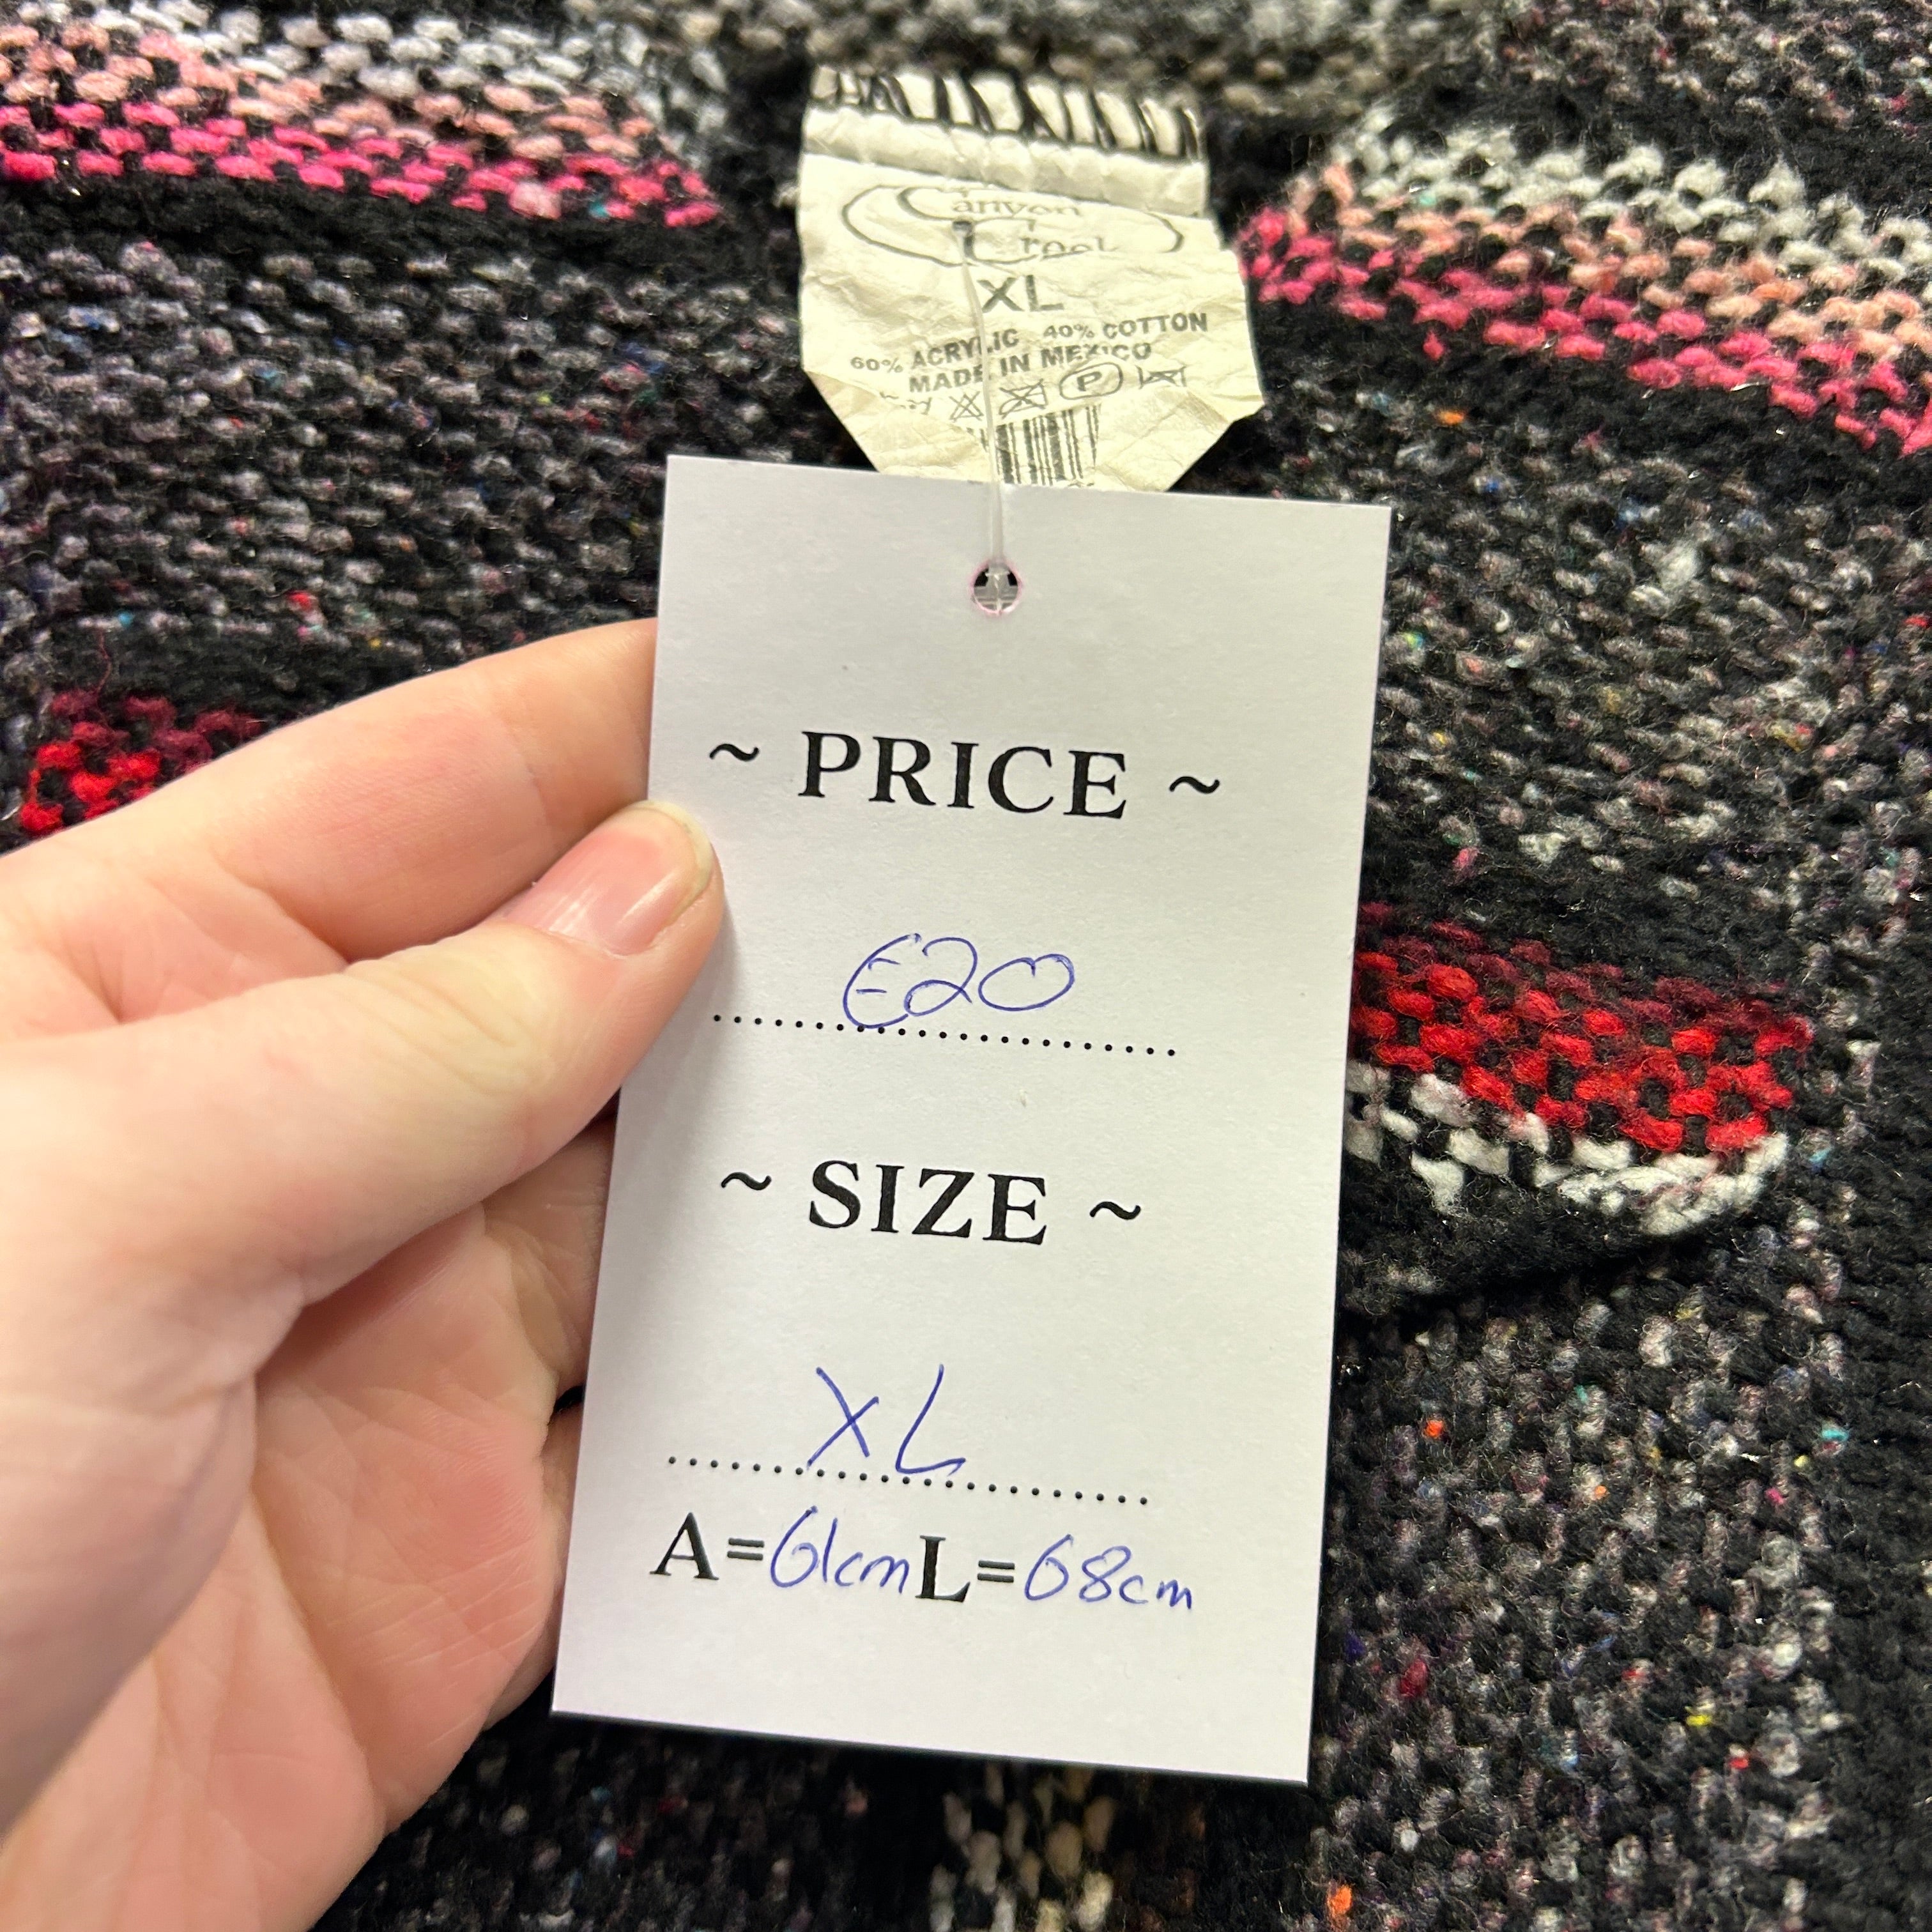 Canyon
Creek
XL
60% ACRYLIC 40% COTTON
MADE IN MEXICO
P
~ PRICE ~
€20
~ SIZE ~
XL
A=61cm L=68cm